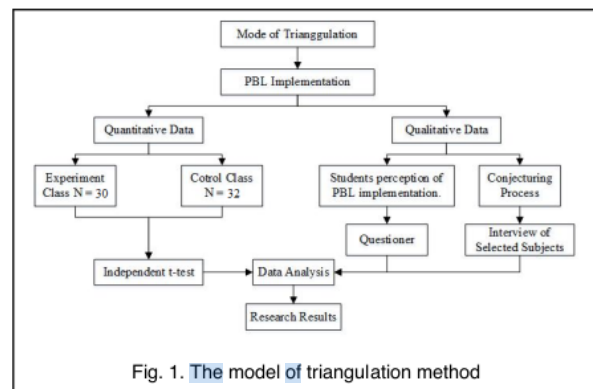 Mode of Trianggulation
PBL Implementation
Quantitative Data
Qualitative Data
Experiment
Class N = 30
Cotrol Class
N = 32
Students perception of
PBL implementation.
Conjecturing
Process
Questioner
Interview of
Selected Subjects
Independent t-test
Data Analysis
Research Results
Fig. 1. The model of triangulation method